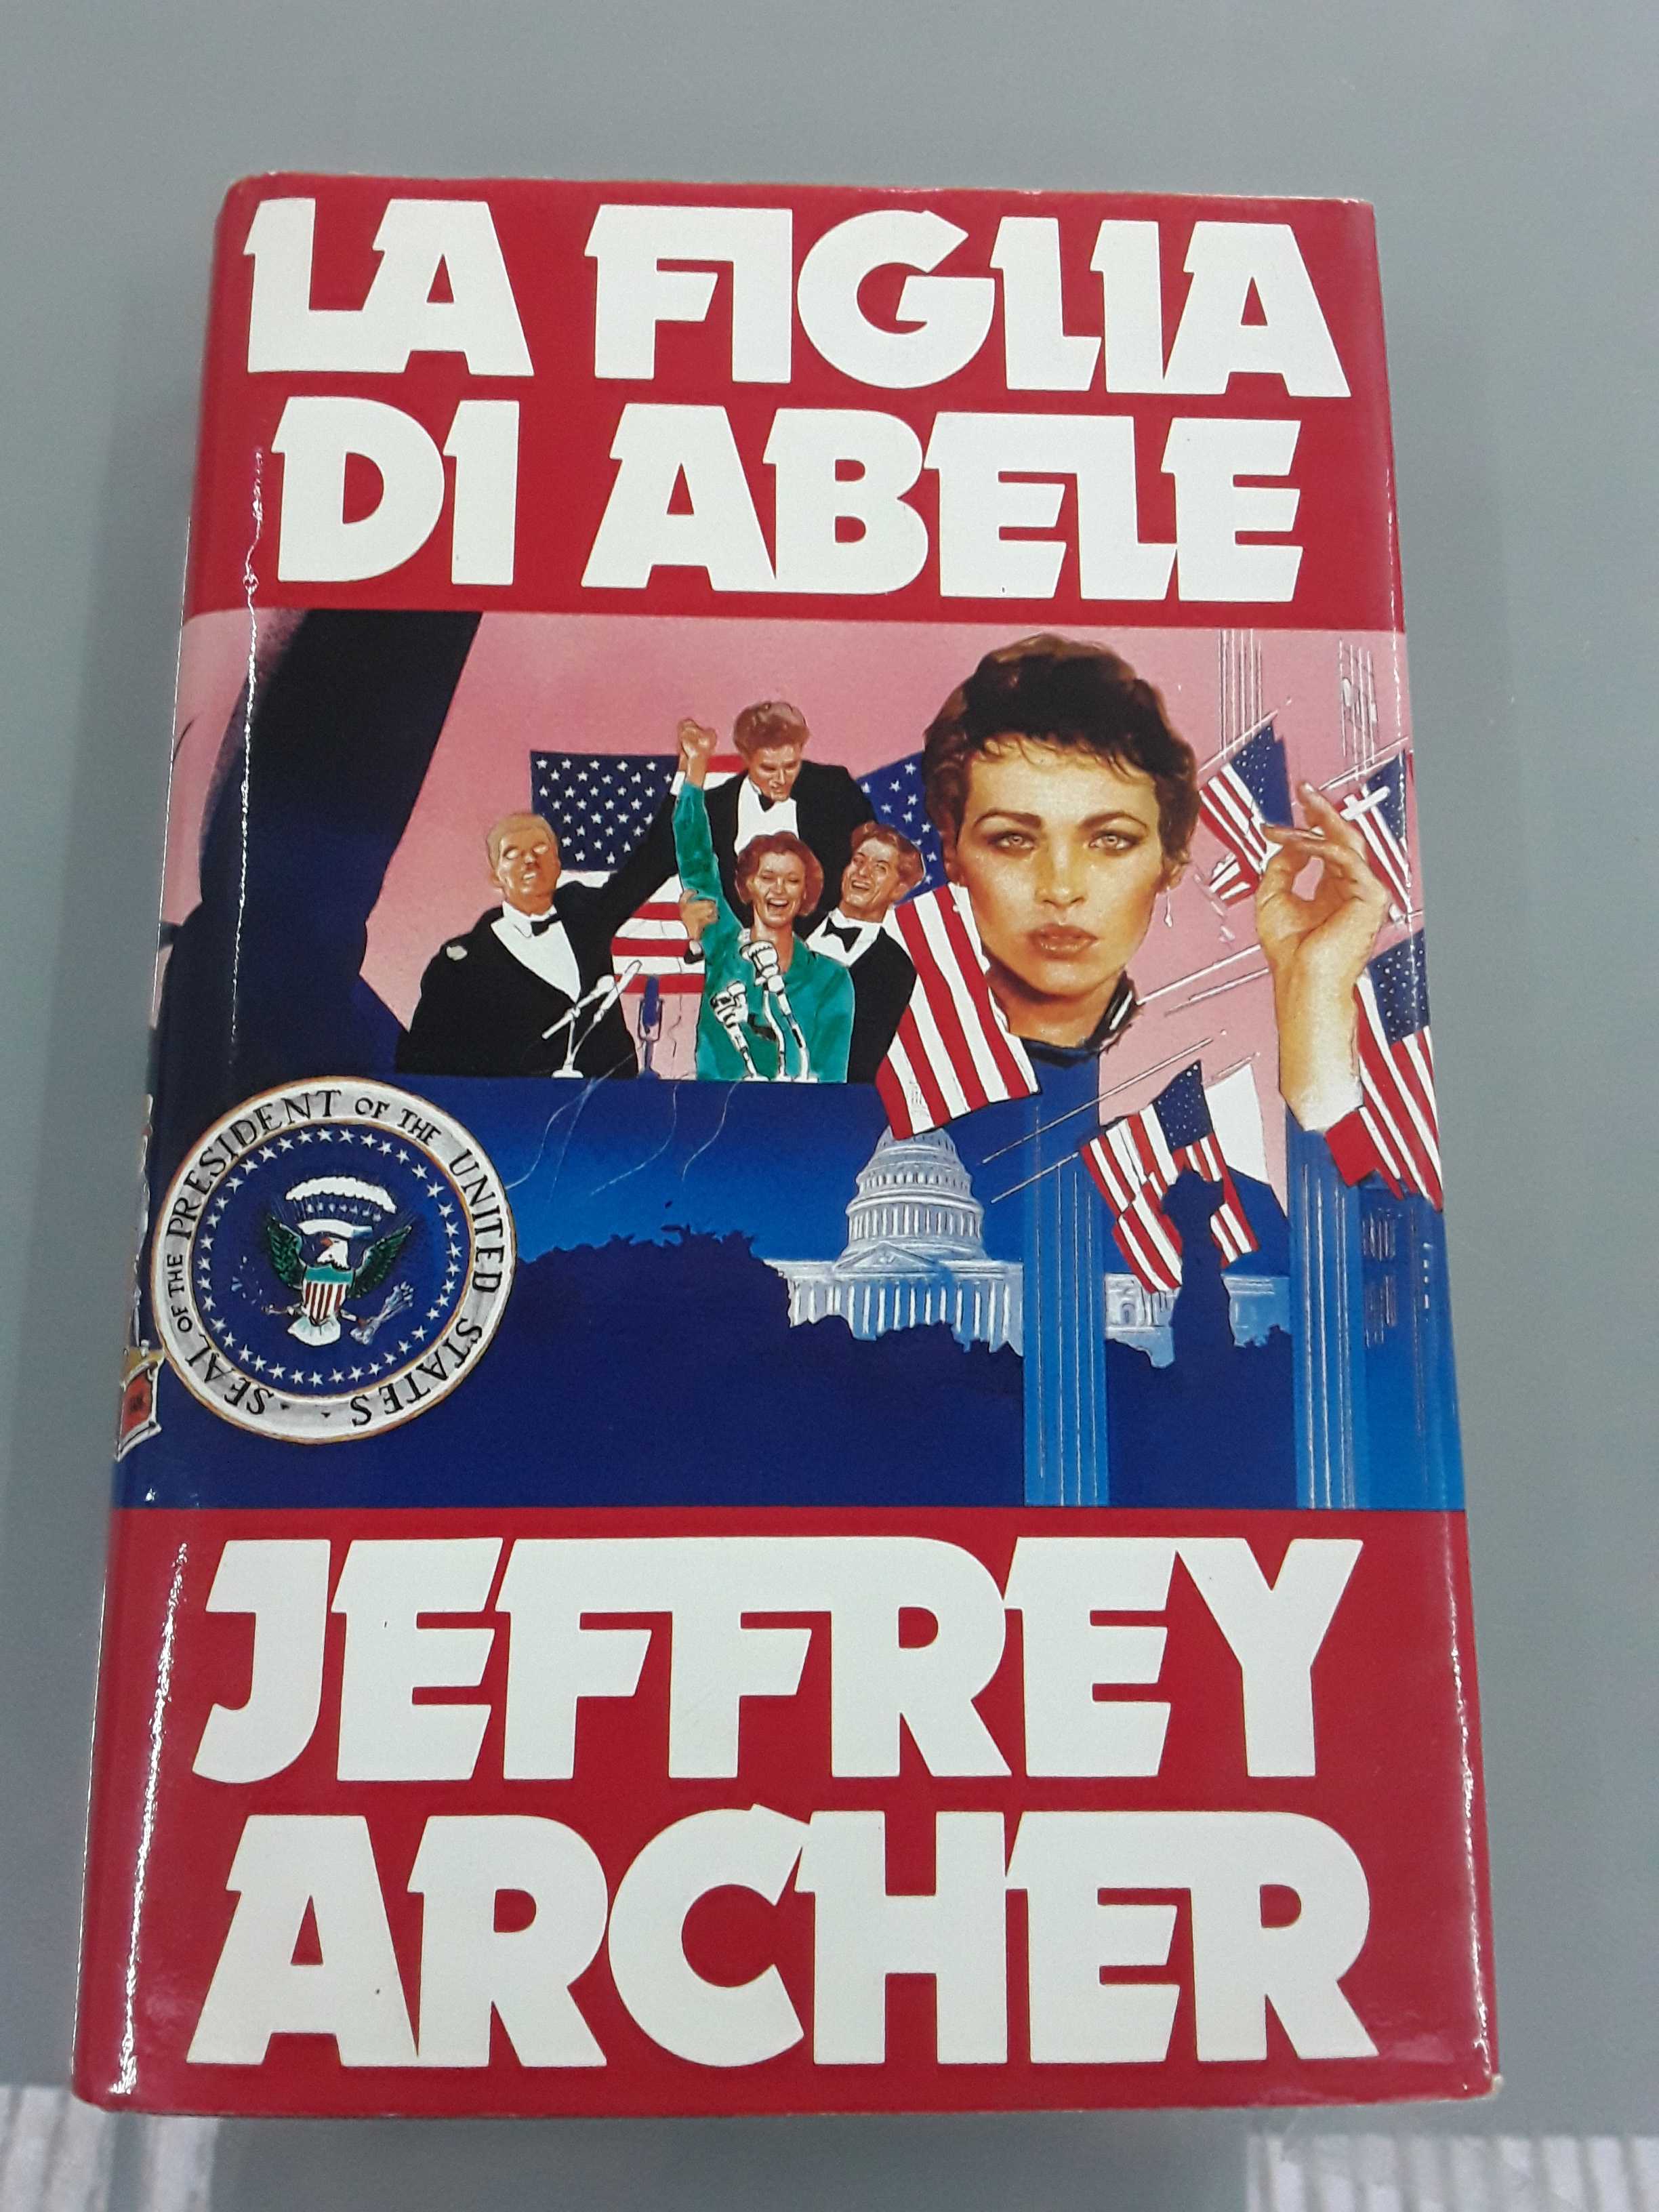 LA FIGLIA
DI ABELE
SEAL OF THE PRESIDENT OF THE UNITED STATES
JEFFREY
ARCHER